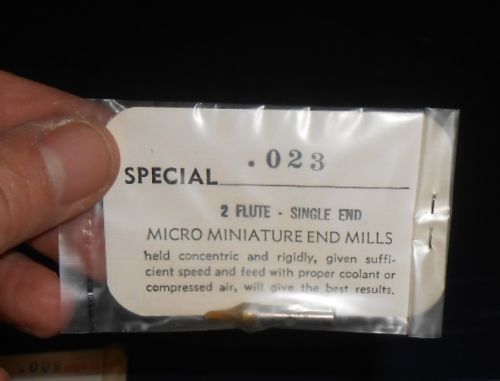 .023
SPECIAL
2 FLUTE - SINGLE END
MICRO MINIATURE END MILLS
held concentric and rigidly, given suffi-
cient speed and feed with proper coolant or
compressed air, will give the best results.
.008